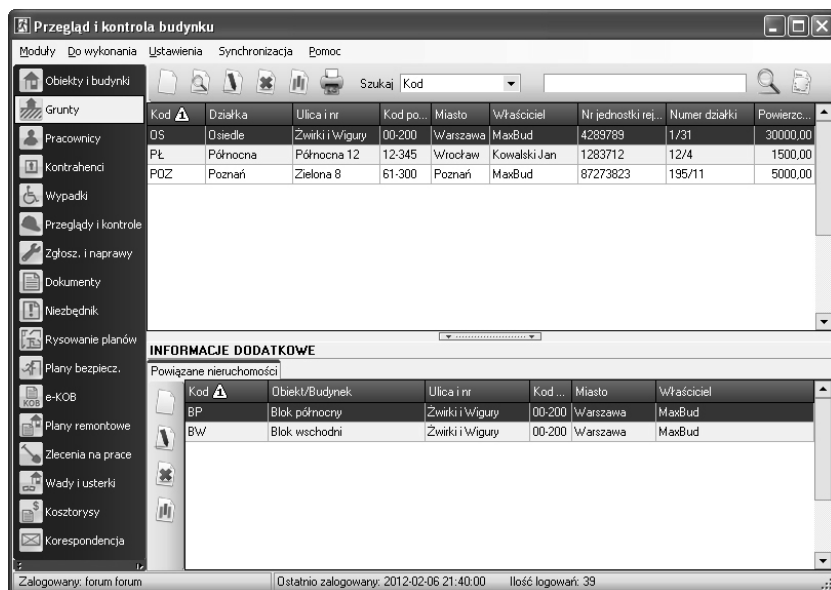 Przegląd i kontrola budynku
Moduły Do wykonania Ustawienia Synchronizacja Pomoc
Obiekty i budynki
Grunty
Pracownicy
Kontrahenci
Wypadki
Przeglądy i kontrole
Zgłosz. i naprawy
Dokumenty
Niezbędnik
Rysowanie planów
Plany bezpiecz.
e-KOB
Plany remontowe
Zlecenia na prace
Wady i usterki
Kosztorysy
Korespondencja
Szukaj Kod
Kod 1 Działka Ulica i nr Kod po... Miasto Właściciel Nr jednostki rej... Numer działki Powierzc...
OS Osiedle Żwirki i Wigury 00-200 Warszawa MaxBud 4289789 1/31 30000,00
PŁ Północna Północna 12 12-345 Wrocław Kowalski Jan 1283712 12/4 1500,00
POZ Poznań Zielona 8 61-300 Poznań MaxBud 87273823 195/11 5000,00
INFORMACJE DODATKOWE
Powiązane nieruchomości
Kod 1 Obiekt/Budynek Ulica i nr Kod ... Miasto Właściciel
BP Blok północny Żwirki i Wigury 00-200 Warszawa MaxBud
BW Blok wschodni Żwirki i Wigury 00-200 Warszawa MaxBud
Zalogowany: forum forum Ostatnio zalogowany: 2012-02-06 21:40:00 Ilość logowań: 39